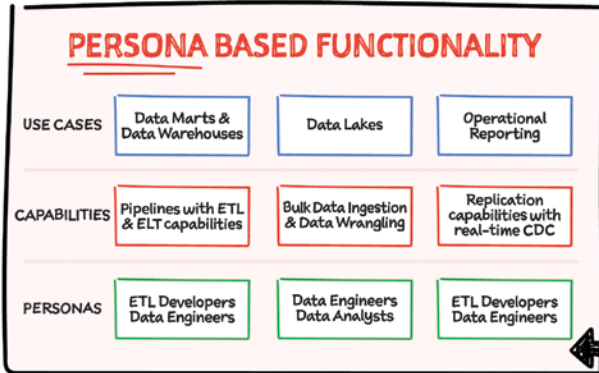 PERSONA BASED FUNCTIONALITY
USE CASES
Data Marts &
Data Warehouses
Data Lakes
Operational
Reporting
CAPABILITIES
Pipelines with ETL
& ELT capabilities
Bulk Data Ingestion
& Data Wrangling
Replication
capabilities with
real-time CDC
PERSONAS
ETL Developers
Data Engineers
Data Engineers
Data Analysts
ETL Developers
Data Engineers